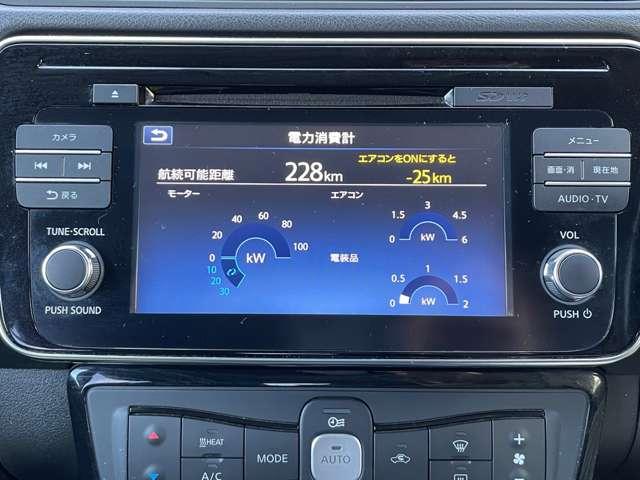 カメラ
戻る
TUNE·SCROLL
PUSH SOUND
電力消費計
航続可能距離 228km
エアコンをONにすると
-25km
モーター
0 20 40 60 80 100
10 20 30
kW
エアコン
1.5 3 4.5 6
kW
電装品
0.5 1 1.5 2
kW
メニュー
画面·消 現在地
AUDIO·TV
VOL
PUSH
HEAT
A/C
MODE
AUTO